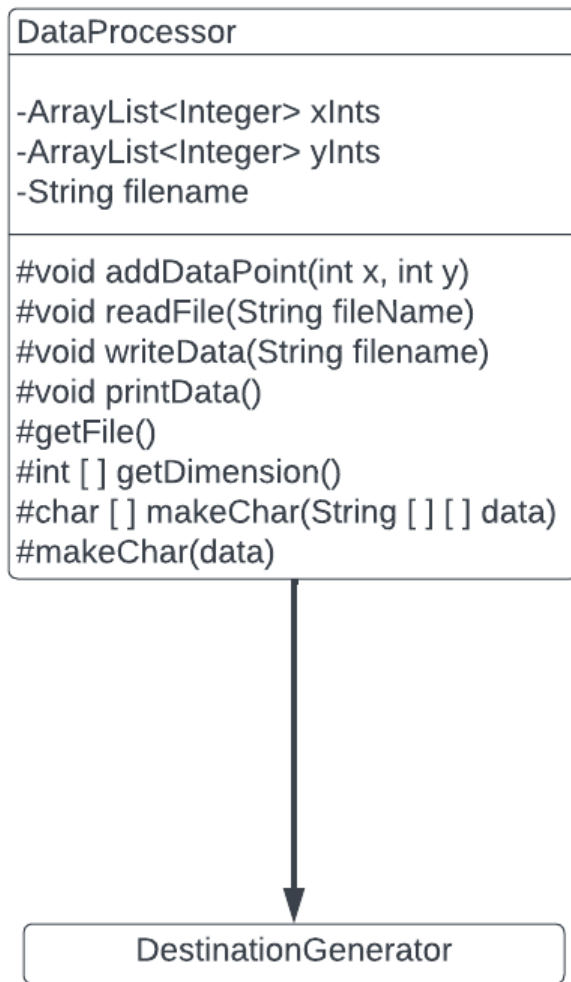 DataProcessor
-ArrayList<Integer> xInts
-ArrayList<Integer> yInts
-String filename
#void addDataPoint(int x, int y)
#void readFile(String fileName)
#void writeData(String filename)
#void printData()
#getFile()
#int [ ] getDimension()
#char [ ] makeChar(String [ ] [ ] data)
#makeChar(data)
DestinationGenerator